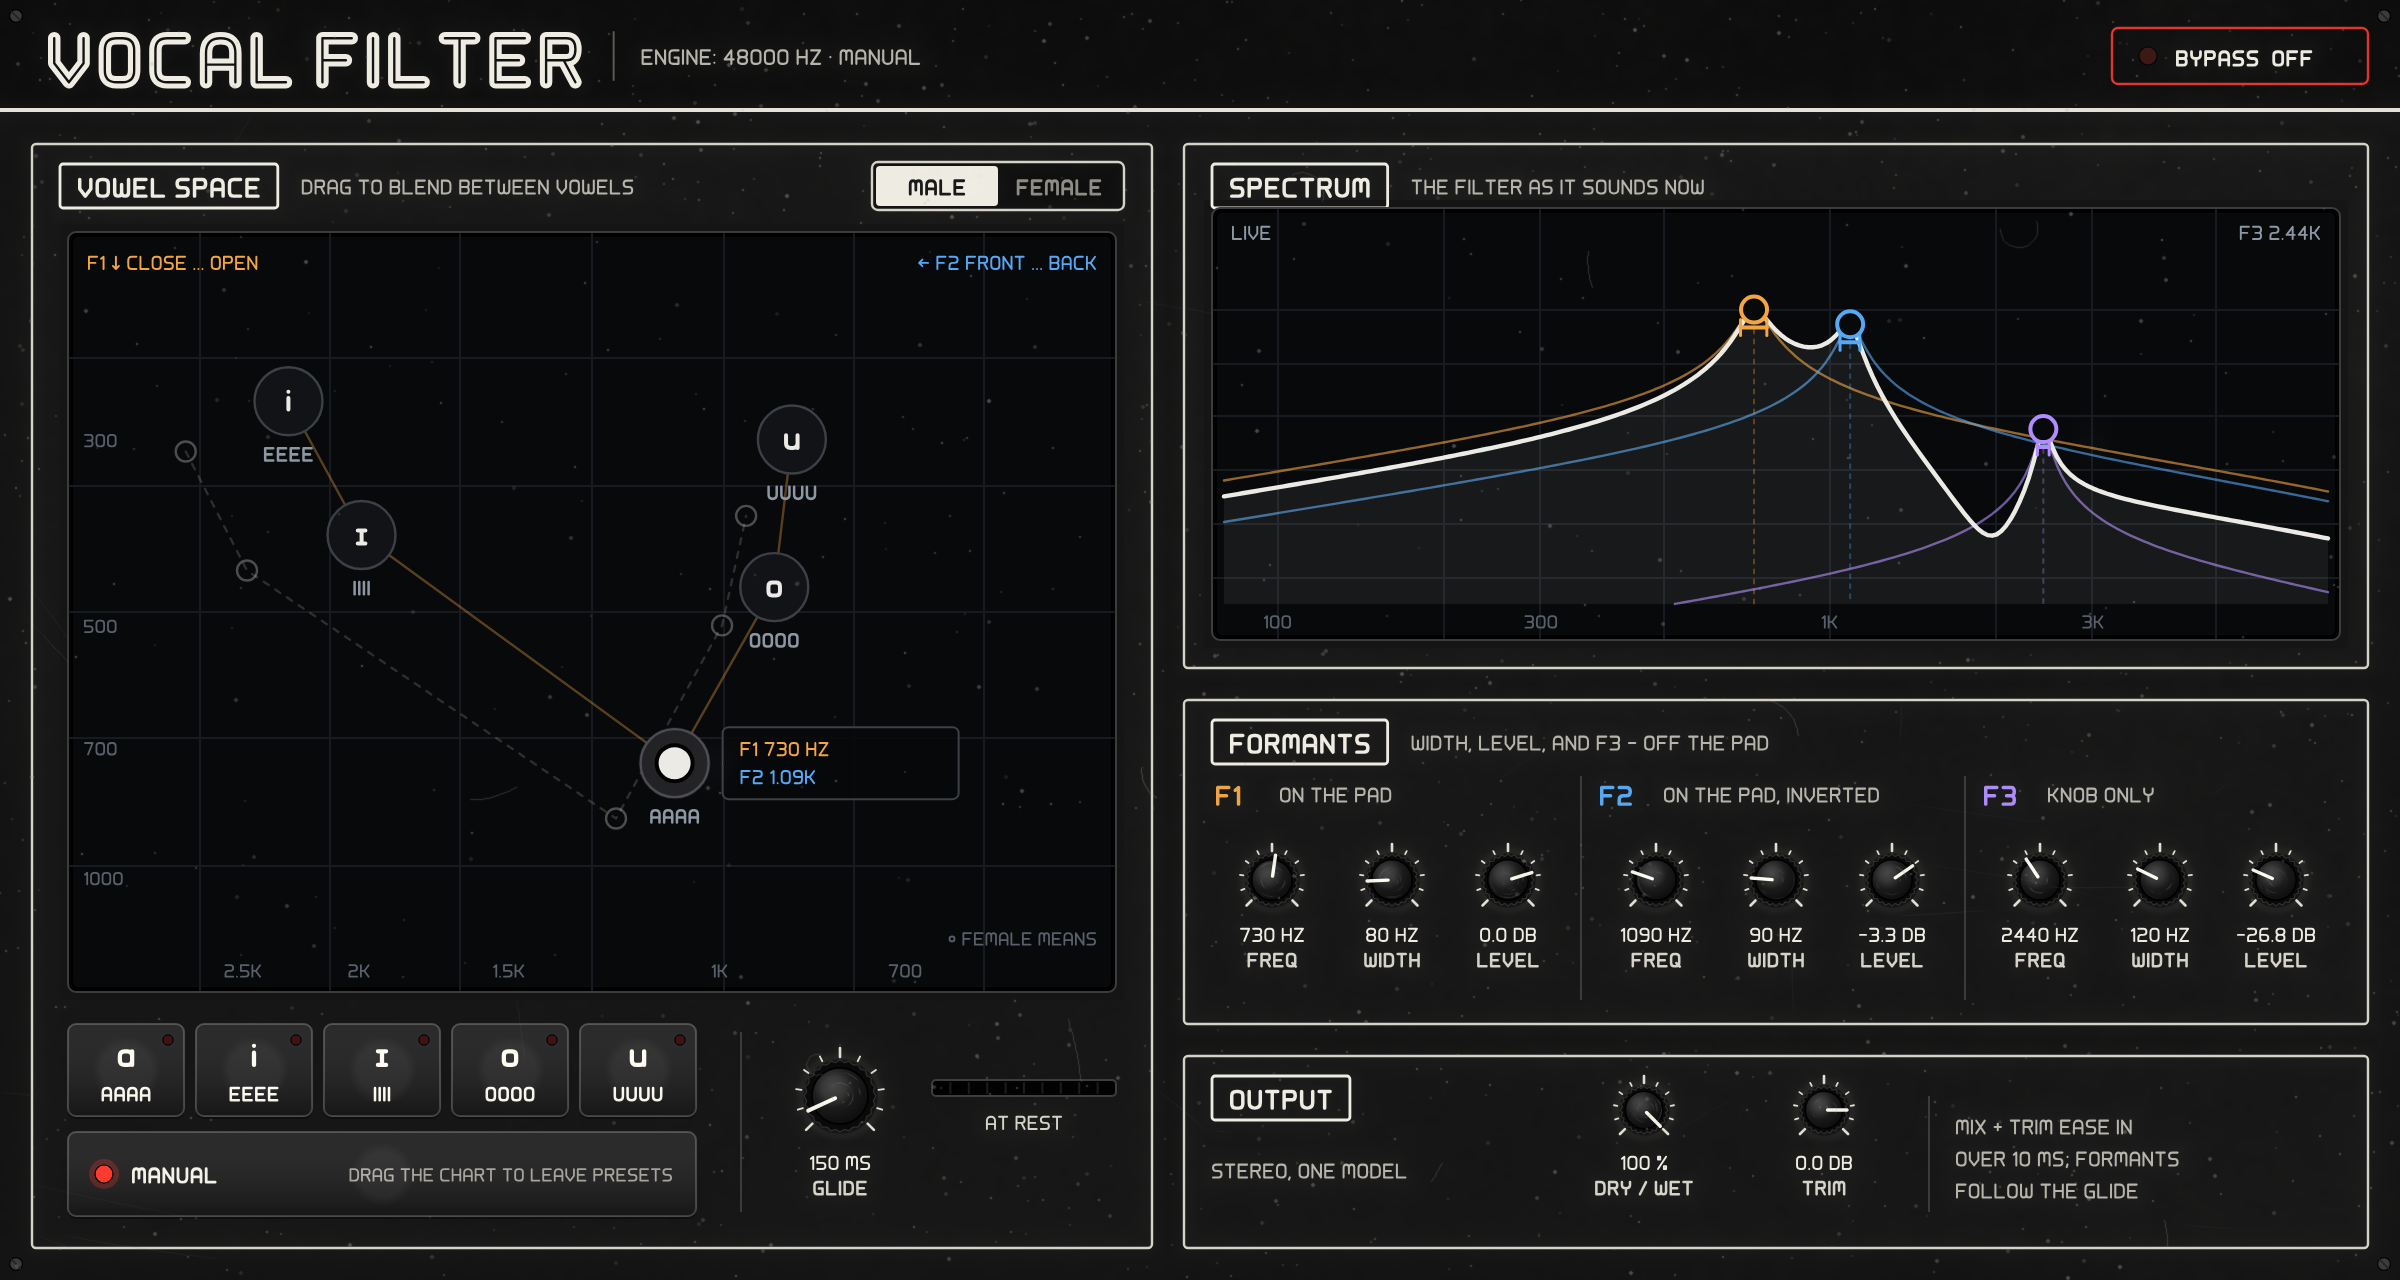 VOCAL FILTER
ENGINE: 48000 HZ · MANUAL
BYPASS OFF
VOWEL SPACE
DRAG TO BLEND BETWEEN VOWELS
MALE
FEMALE
F1 ↓ CLOSE ... OPEN
← F2 FRONT ... BACK
i
EEEE
u
UUUU
300
I
IIII
o
OOOO
500
700
F1 730 HZ
F2 1.09K
AAAA
1000
FEMALE MEANS
2.5K
2K
1.5K
1K
700
a
AAAA
i
EEEE
I
IIII
o
OOOO
u
UUUU
MANUAL
DRAG THE CHART TO LEAVE PRESETS
150 MS
GLIDE
AT REST
SPECTRUM
THE FILTER AS IT SOUNDS NOW
LIVE
F3 2.44K
100
300
1K
3K
FORMANTS
WIDTH, LEVEL, AND F3 - OFF THE PAD
F1
ON THE PAD
F2
ON THE PAD, INVERTED
F3
KNOB ONLY
730 HZ
FREQ
80 HZ
WIDTH
0.0 DB
LEVEL
1090 HZ
FREQ
90 HZ
WIDTH
-3.3 DB
LEVEL
2440 HZ
FREQ
120 HZ
WIDTH
-26.8 DB
LEVEL
OUTPUT
STEREO, ONE MODEL
100 %
DRY / WET
0.0 DB
TRIM
MIX + TRIM EASE IN
OVER 10 MS; FORMANTS
FOLLOW THE GLIDE